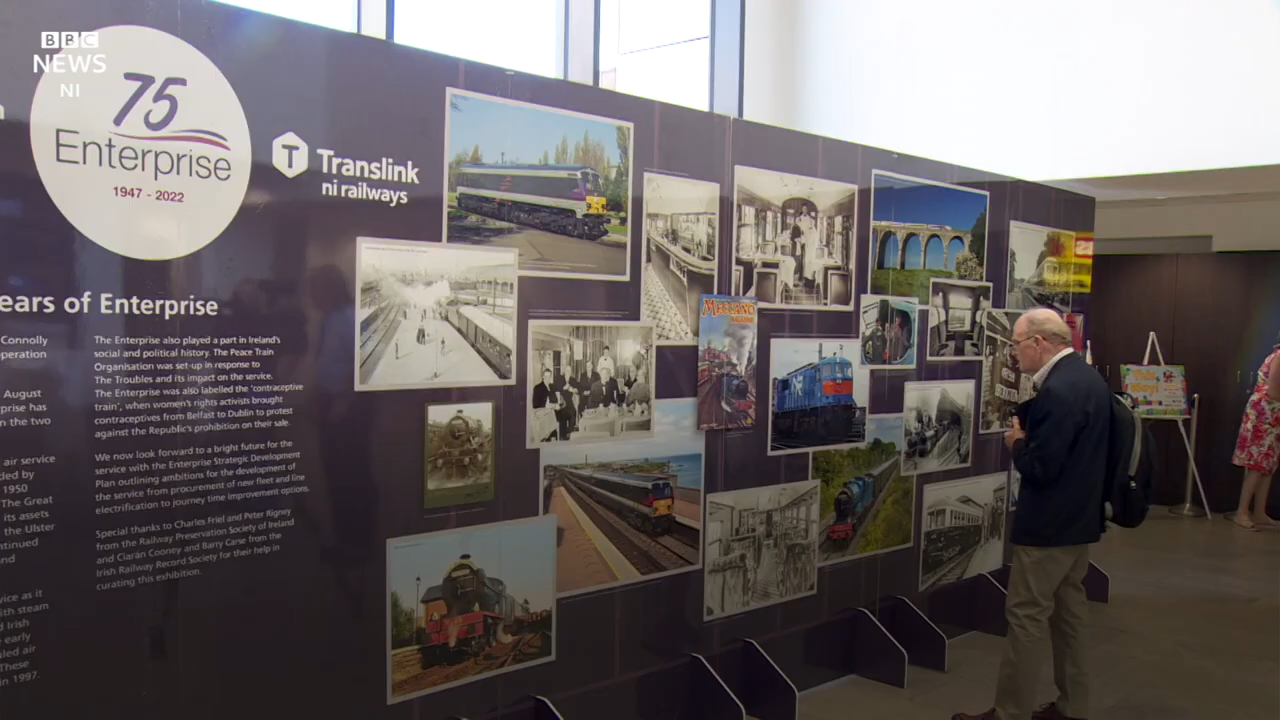 BBC
NEWS
NI
75
Enterprise
1947 - 2022
T
Translink
ni railways
ears of Enterprise
Connolly
operation
August
prise has
n the two
air service
ded by
1950
The Great
its assets
the Ulster
ntinued
nd
vice as it
ith steam
d Irish
early
iled air
These
in 1997.
The Enterprise also played a part in Ireland's
social and political history. The Peace Train
Organisation was set-up in response to
The Troubles and its impact on the service.
Enterprise was also labelled the 'contraceptive
train', when women's rights activists brought
contraceptives from Belfast to Dublin to protest
against the Republic's prohibition on their sale.
We now look forward to a bright future for the
service with the Enterprise Strategic Development
Plan outlining ambitions for the development of
the service from procurement of new fleet and line
electrification to journey time improvement options.
Special thanks to Charles Friel and Peter Rigney
from the Railway Preservation Society of Ireland
and Ciarán Cooney and Barry Carse from the
Irish Railway Record Society for their help in
curating this exhibition.
MECCANO
MAGAZINE